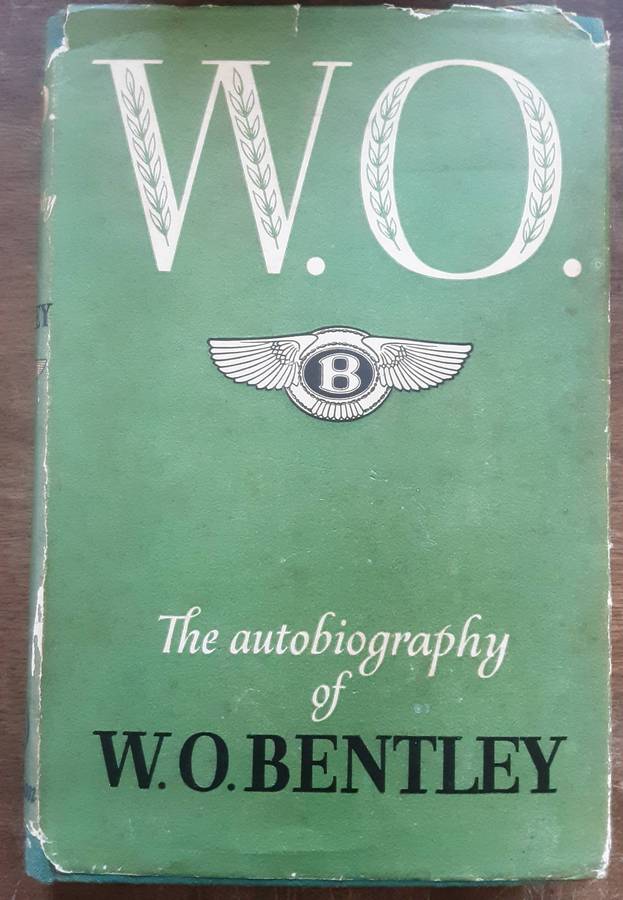 W.O.
B
The autobiography
of
W.O. BENTLEY